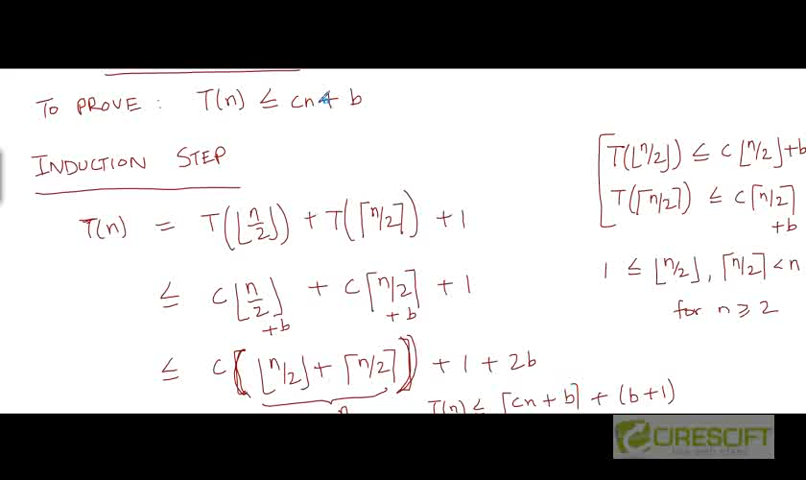 TO PROVE : T(n) ≤ cn + b
INDUCTION STEP
T(n) = T(⌊n/2⌋) + T(⌈n/2⌉) + 1
≤ c⌊n/2⌋ + b + c⌈n/2⌉ + b + 1
≤ c(⌊n/2⌋ + ⌈n/2⌉) + 1 + 2b
n
T(n) ≤ [cn + b] + (b+1)
T(⌊n/2⌋) ≤ c⌊n/2⌋ + b
T(⌈n/2⌉) ≤ c⌈n/2⌉
+ b
1 ≤ ⌊n/2⌋, ⌈n/2⌉ < n
for n ≥ 2